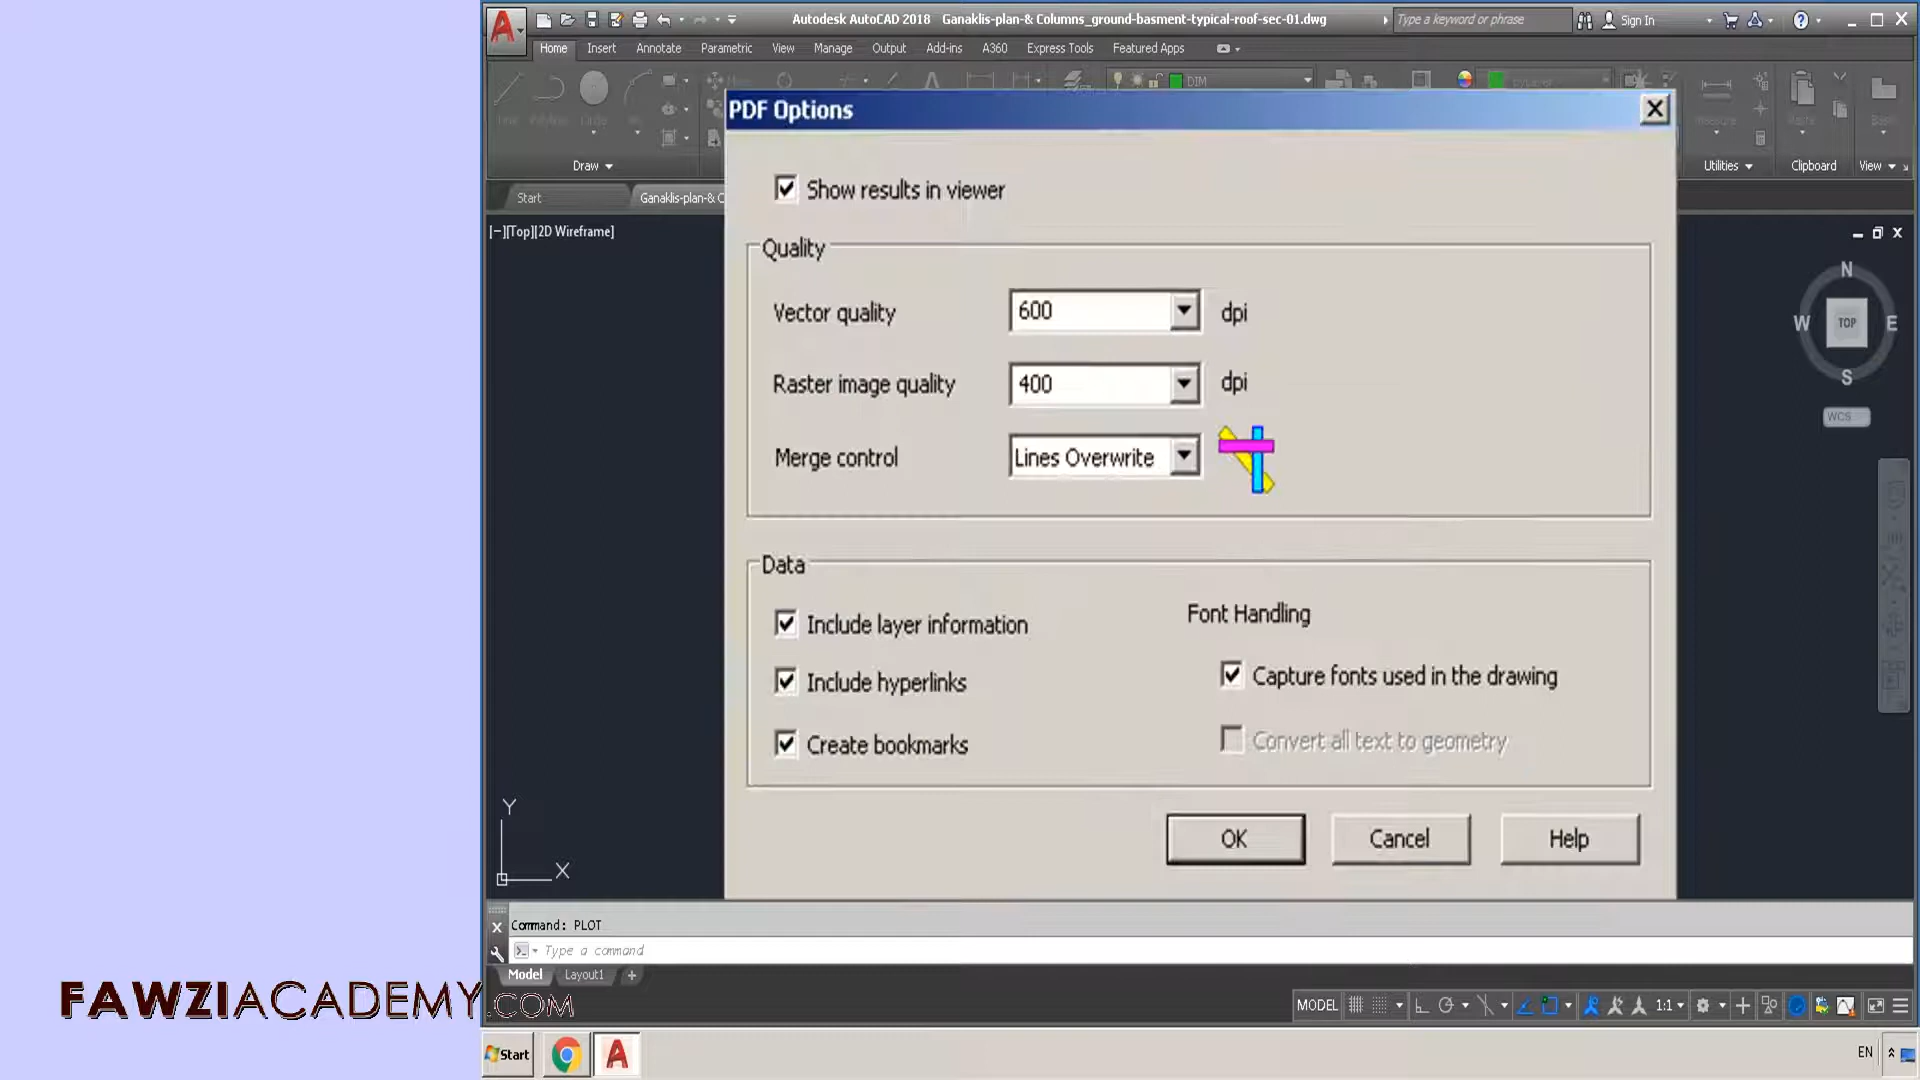 Autodesk AutoCAD 2018 Ganaklis-plan-& Columns_ground-basment-typical-roof-sec-01.dwg
Type a keyword or phrase
Sign In
Home Insert Annotate Parametric View Manage Output Add-ins A360 Express Tools Featured Apps
DIM
Draw
Utilities
Clipboard
View
Start
Ganaklis-plan-& C
[−][Top][2D Wireframe]
PDF Options
Show results in viewer
Quality
Vector quality 600 dpi
Raster image quality 400 dpi
Merge control Lines Overwrite
Data
Include layer information
Include hyperlinks
Create bookmarks
Font Handling
Capture fonts used in the drawing
Convert all text to geometry
OK Cancel Help
N
W TOP E
S
WCS
Y
X
Command: PLOT
Type a command
Model Layout1 +
MODEL
1:1
FAWZIACADEMY.COM
Start
EN